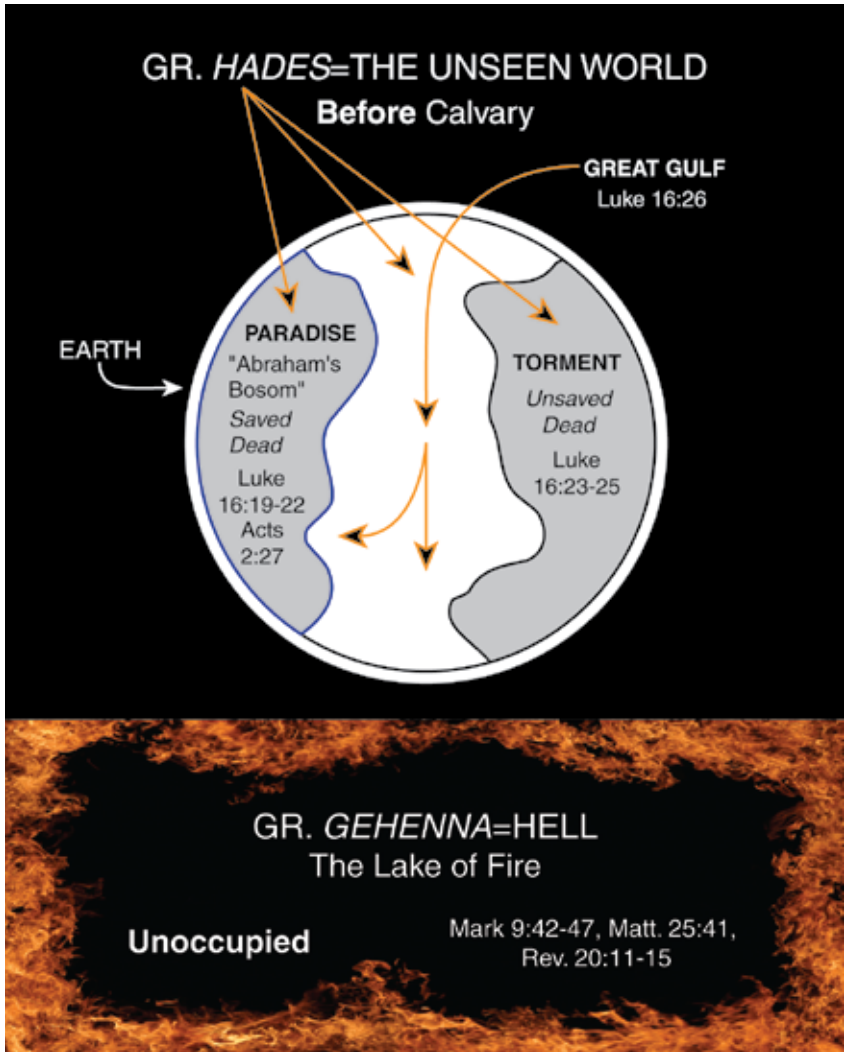 GR. HADES=THE UNSEEN WORLD
Before Calvary
GREAT GULF
Luke 16:26
EARTH
PARADISE
"Abraham's
Bosom"
Saved
Dead
Luke
16:19-22
Acts
2:27
TORMENT
Unsaved
Dead
Luke
16:23-25
GR. GEHENNA=HELL
The Lake of Fire
Unoccupied
Mark 9:42-47, Matt. 25:41,
Rev. 20:11-15